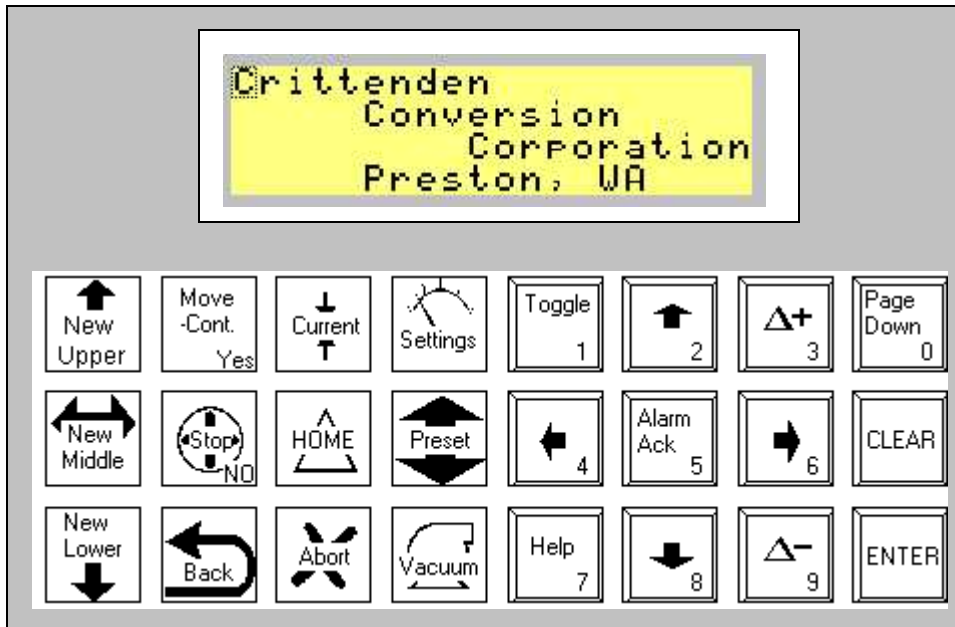 Crittenden
Conversion
Corporation
Preston, WA
New
Upper
Move
-Cont.
Yes
Current
Settings
Toggle
1
2
Δ+
3
Page
Down
0
New
Middle
Stop
NO
HOME
Preset
4
Alarm
Ack
5
6
CLEAR
New
Lower
Back
Abort
Vacuum
Help
7
8
Δ-
9
ENTER